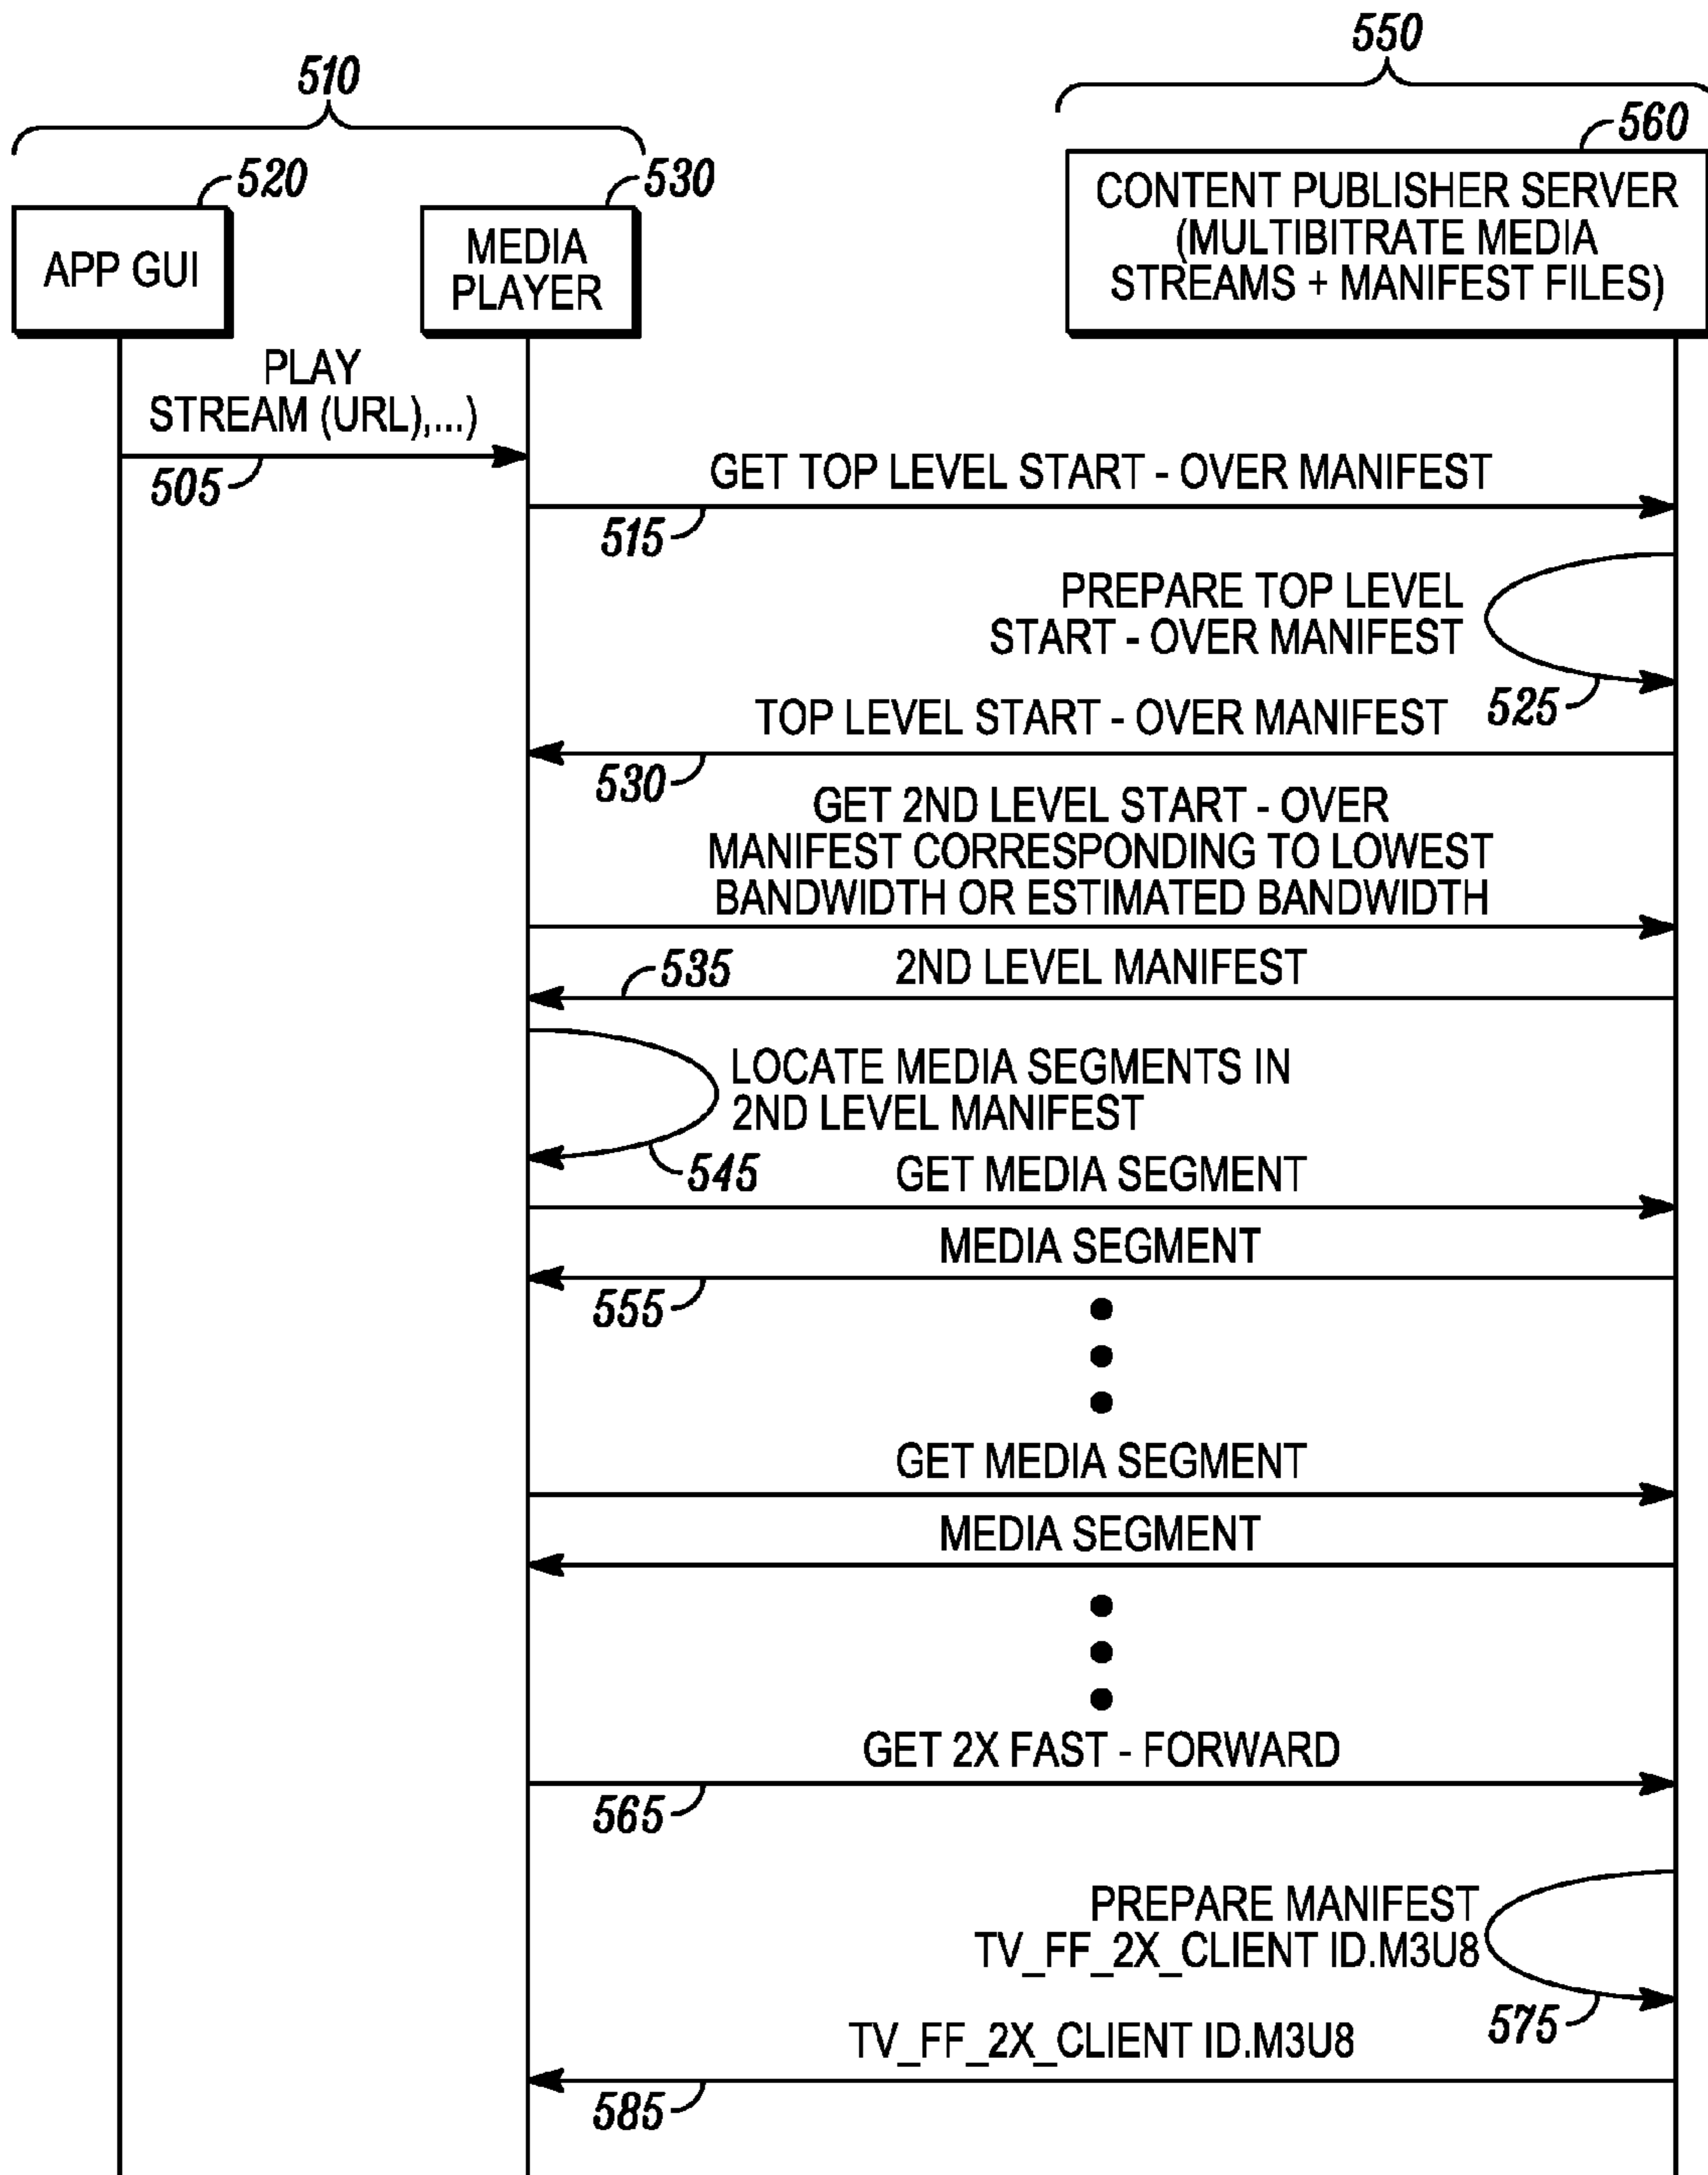 510
550
520
530
560
APP GUI
MEDIA
PLAYER
CONTENT PUBLISHER SERVER
(MULTIBITRATE MEDIA
STREAMS + MANIFEST FILES)
PLAY
STREAM (URL),...)
505
GET TOP LEVEL START - OVER MANIFEST
515
PREPARE TOP LEVEL
START - OVER MANIFEST
525
TOP LEVEL START - OVER MANIFEST
530
GET 2ND LEVEL START - OVER
MANIFEST CORRESPONDING TO LOWEST
BANDWIDTH OR ESTIMATED BANDWIDTH
535
2ND LEVEL MANIFEST
LOCATE MEDIA SEGMENTS IN
2ND LEVEL MANIFEST
545
GET MEDIA SEGMENT
MEDIA SEGMENT
555
GET MEDIA SEGMENT
MEDIA SEGMENT
GET 2X FAST - FORWARD
565
PREPARE MANIFEST
TV_FF_2X_CLIENT ID.M3U8
575
TV_FF_2X_CLIENT ID.M3U8
585